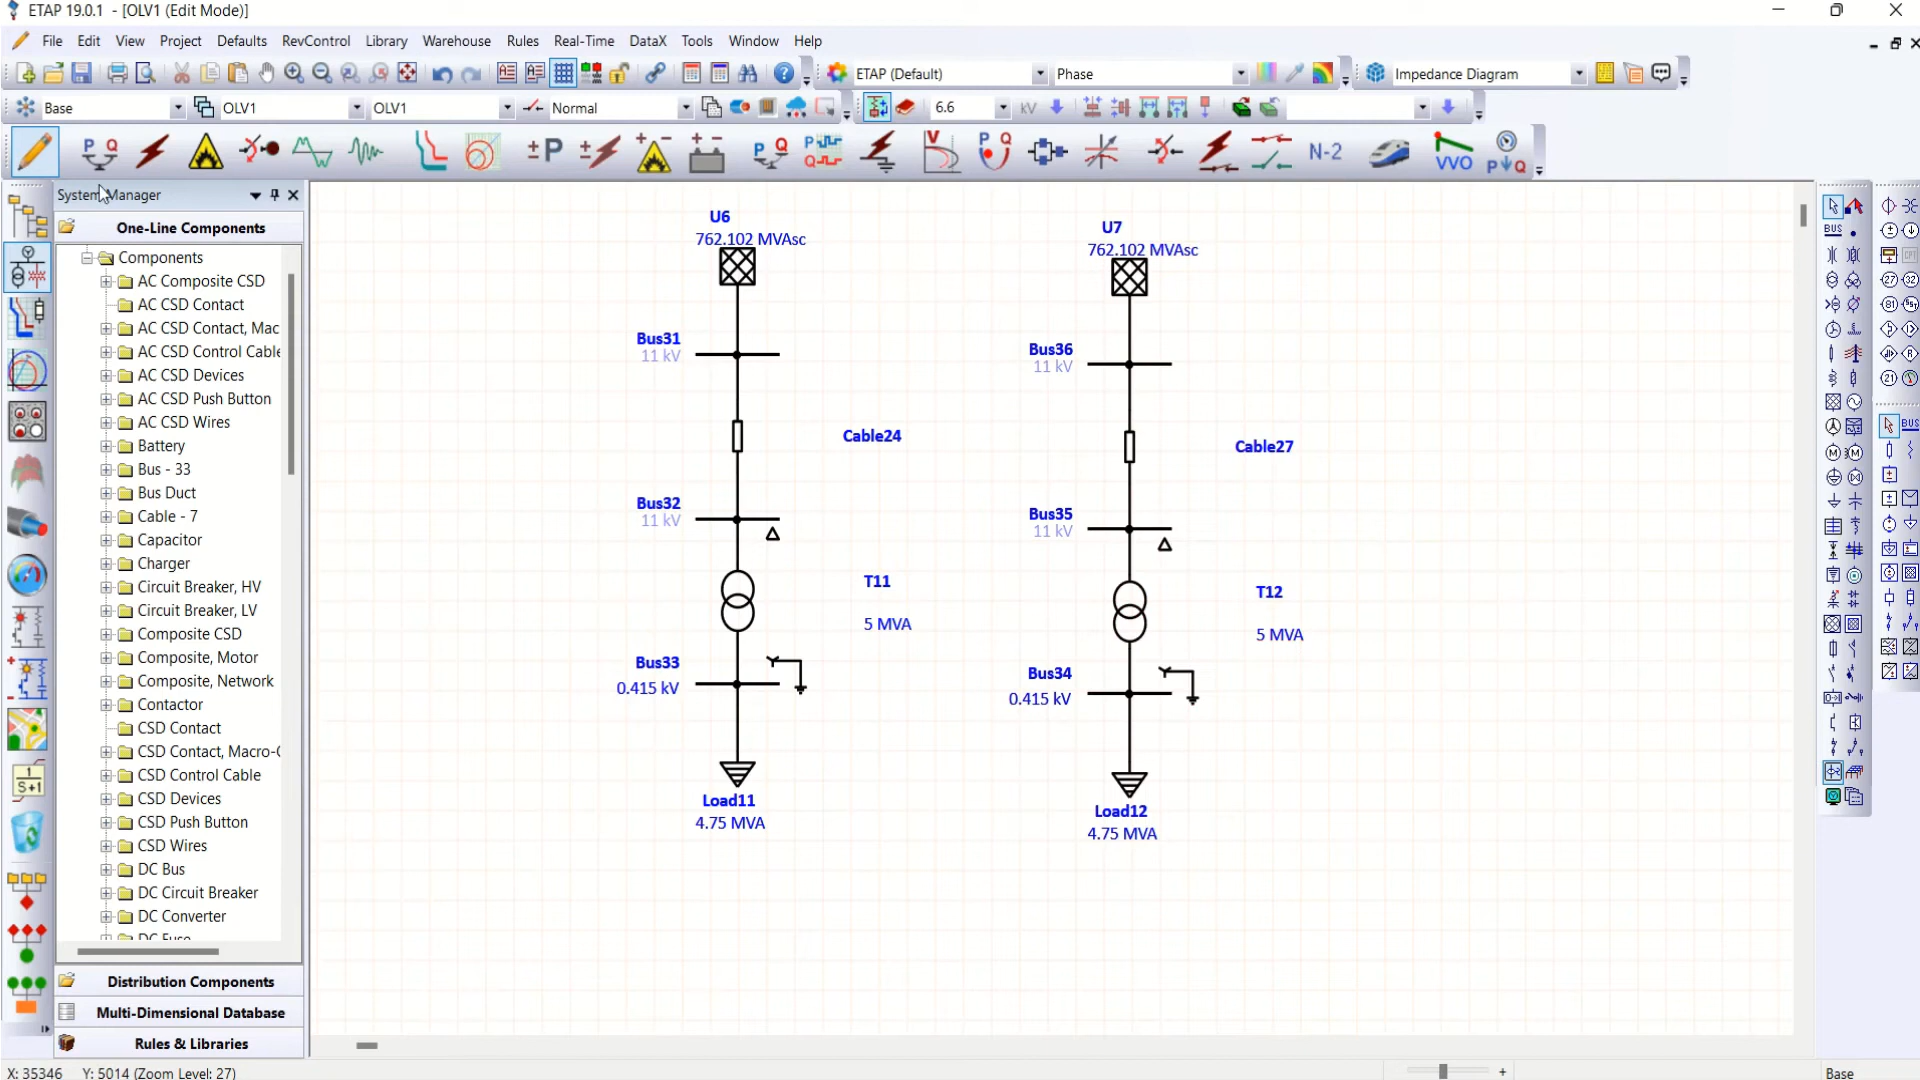 ETAP 19.0.1 - [OLV1 (Edit Mode)]
File Edit View Project Defaults RevControl Library Warehouse Rules Real-Time DataX Tools Window Help
ETAP (Default) Phase Impedance Diagram
Base OLV1 OLV1 Normal 6.6 kV
P Q ±P P Q P Q V P Q N-2 VVO P Q
System Manager
One-Line Components
Components
AC Composite CSD
AC CSD Contact
AC CSD Contact, Mac
AC CSD Control Cable
AC CSD Devices
AC CSD Push Button
AC CSD Wires
Battery
Bus - 33
Bus Duct
Cable - 7
Capacitor
Charger
Circuit Breaker, HV
Circuit Breaker, LV
Composite CSD
Composite, Motor
Composite, Network
Contactor
CSD Contact
CSD Contact, Macro-C
CSD Control Cable
CSD Devices
CSD Push Button
CSD Wires
DC Bus
DC Circuit Breaker
DC Converter
DC Fuse
Distribution Components
Multi-Dimensional Database
Rules & Libraries
U6
762.102 MVAsc
Bus31
11 kV
Cable24
Bus32
11 kV
T11
5 MVA
Bus33
0.415 kV
Load11
4.75 MVA
U7
762.102 MVAsc
Bus36
11 kV
Cable27
Bus35
11 kV
T12
5 MVA
Bus34
0.415 kV
Load12
4.75 MVA
1
S+1
BUS
BUS
X: 35346 Y: 5014 (Zoom Level: 27)
Base